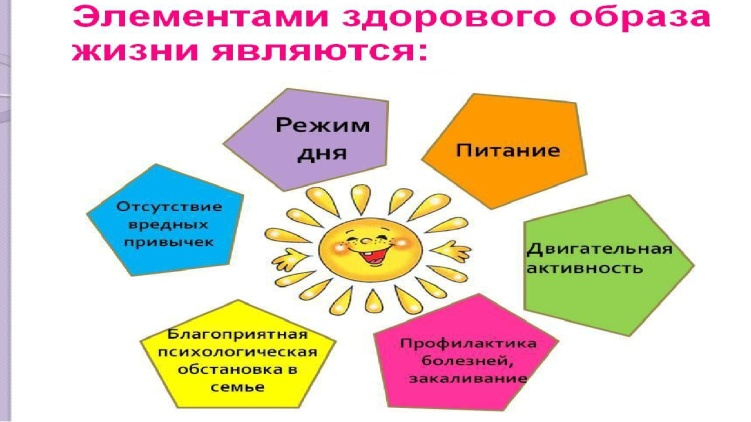 Элементами здорового образа
жизни являются:
Режим
дня
Питание
Двигательная
активность
Профилактика
болезней,
закаливание
Благоприятная
психологическая
обстановка в
семье
Отсутствие
вредных
привычек